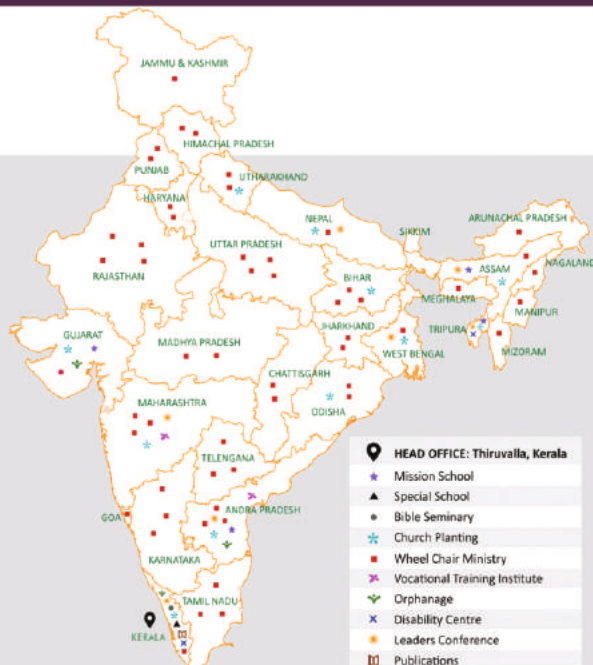 JAMMU & KASHMIR
HIMACHAL PRADESH
PUNJAB
UTHARAKHAND
HARYANA
NEPAL
SIKKIM
ARUNACHAL PRADESH
UTTAR PRADESH
RAJASTHAN
BIHAR
ASSAM
NAGALAND
MEGHALAYA
MANIPUR
GUJARAT
MADHYA PRADESH
JHARKHAND
TRIPURA
WEST BENGAL
MIZORAM
CHATTISGARH
MAHARASHTRA
ODISHA
TELENGANA
GOA
ANDRA PRADESH
KARNATAKA
TAMIL NADU
KERALA
HEAD OFFICE: Thiruvalla, Kerala
Mission School
Special School
Bible Seminary
Church Planting
Wheel Chair Ministry
Vocational Training Institute
Orphanage
Disability Centre
Leaders Conference
Publications